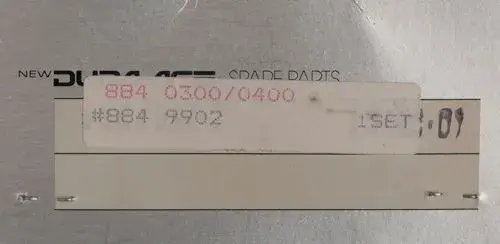 NEW DURA-ACE SPARE PARTS
884 0300/0400
#884 9902 1SET